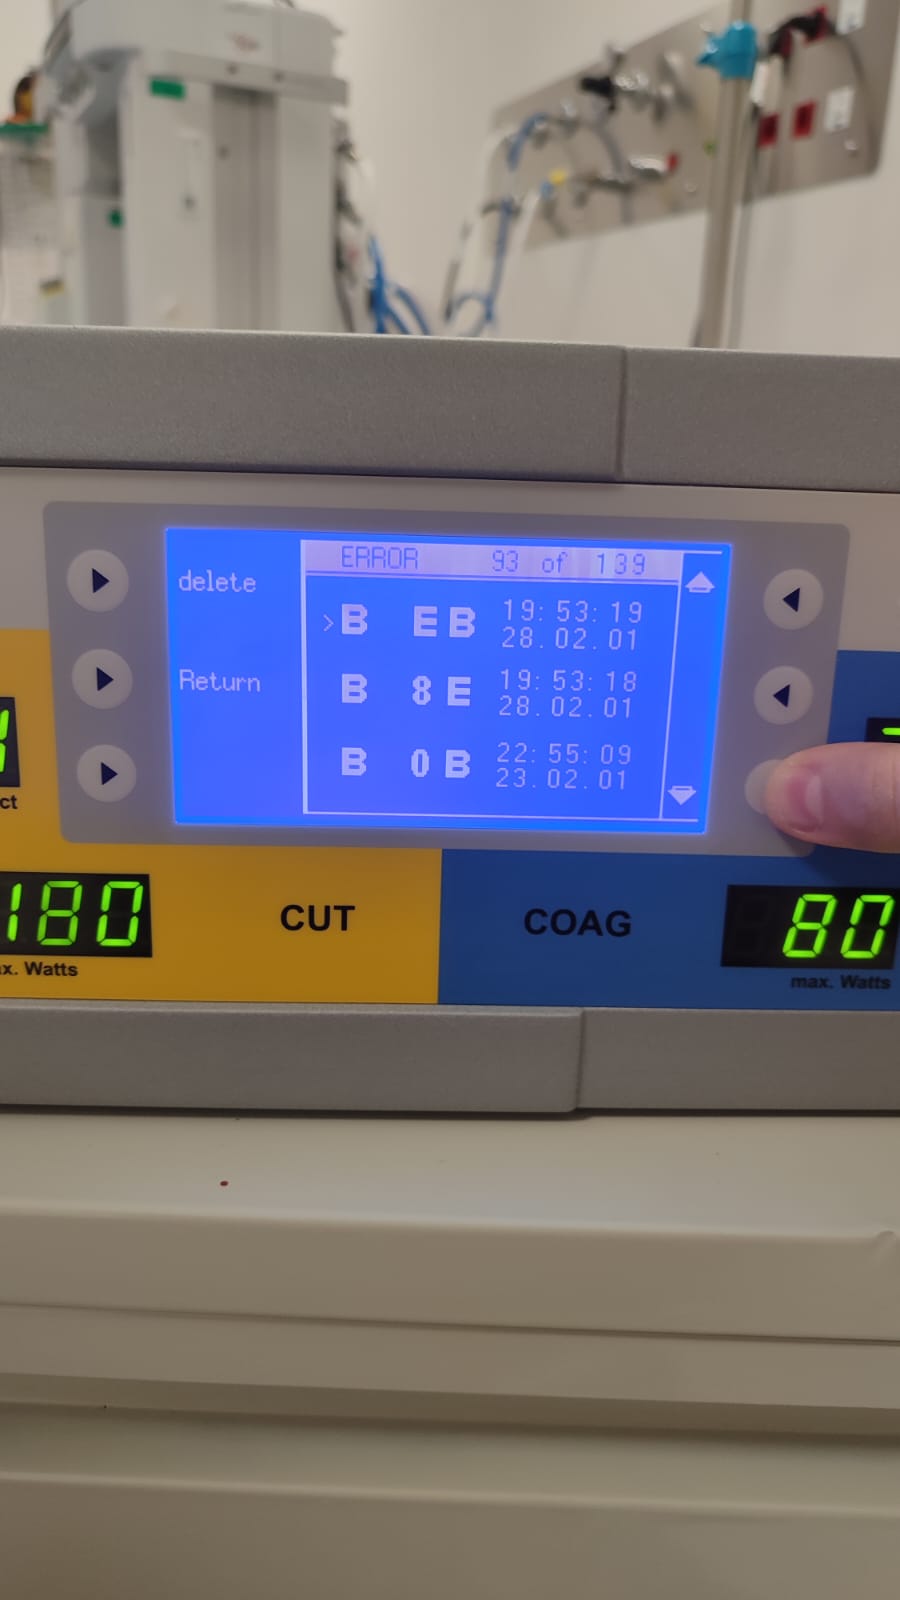 delete
Return
ERROR 93 of 139
>B EB 19:53:19
28.02.01
B 8E 19:53:18
28.02.01
B 0B 22:55:09
23.02.01
ct
180
CUT
COAG
80
x. Watts
max. Watts